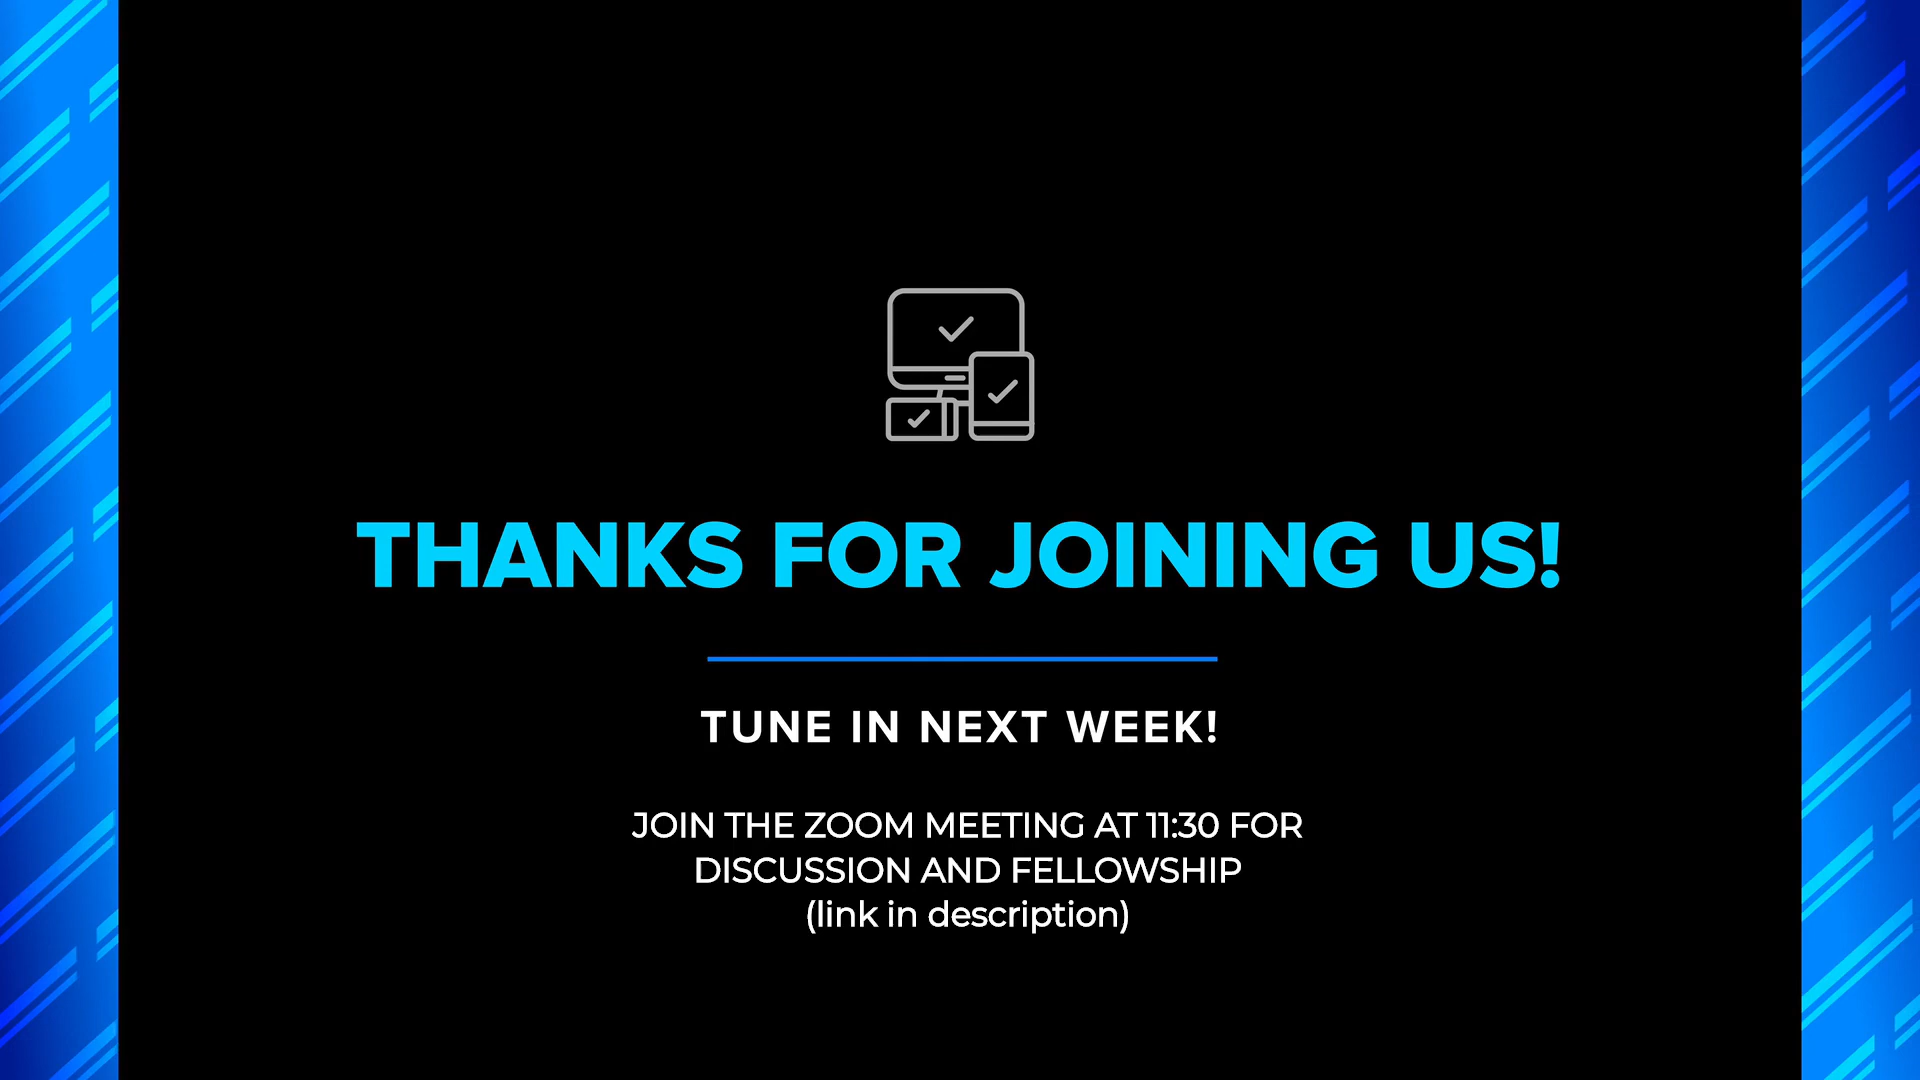 THANKS FOR JOINING US!
TUNE IN NEXT WEEK!
JOIN THE ZOOM MEETING AT 11:30 FOR
DISCUSSION AND FELLOWSHIP
(link in description)